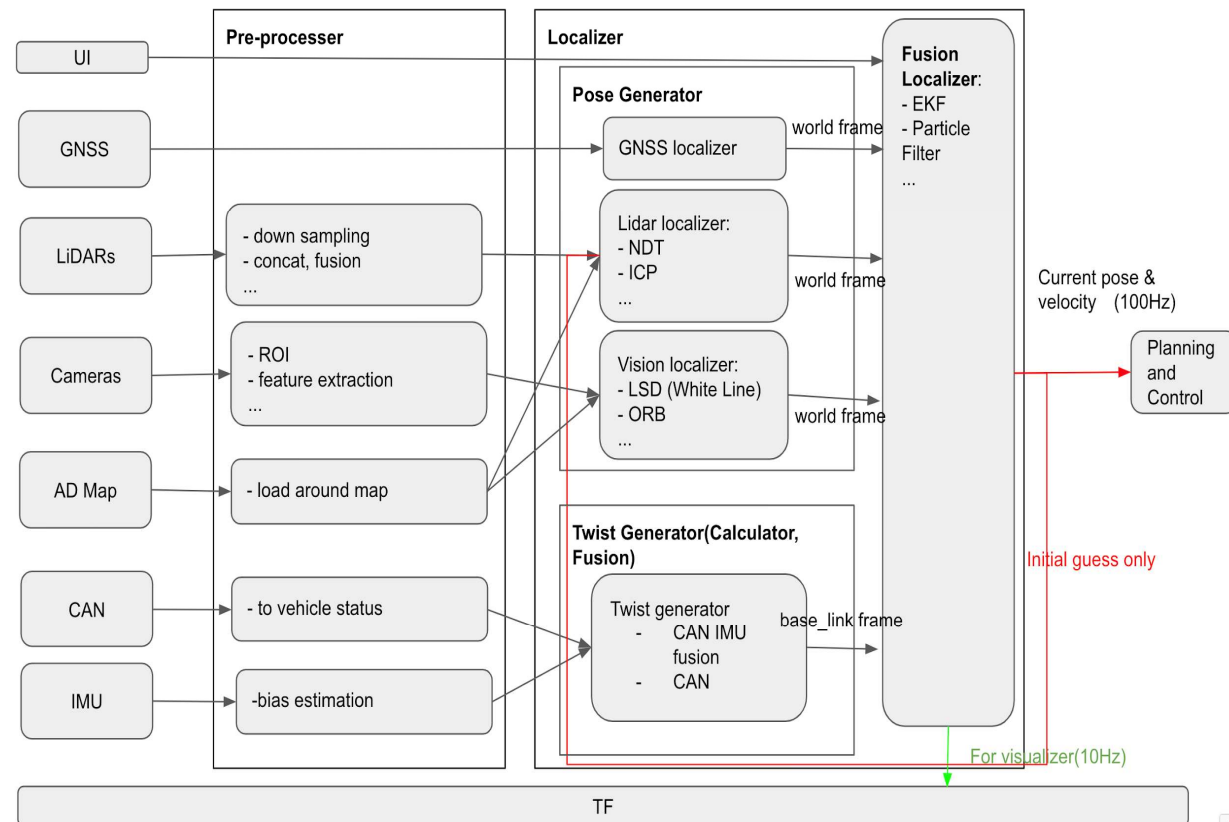 Pre-processer
Localizer
UI
GNSS
LiDARs
Cameras
AD Map
CAN
IMU
- down sampling
- concat, fusion
...
- ROI
- feature extraction
...
- load around map
- to vehicle status
-bias estimation
Pose Generator
GNSS localizer
world frame
Lidar localizer:
- NDT
- ICP
...
world frame
Vision localizer:
- LSD (White Line)
- ORB
...
world frame
Twist Generator(Calculator,
Fusion)
Twist generator
- CAN IMU
fusion
- CAN
base_link frame
Fusion
Localizer:
- EKF
- Particle
Filter
...
Current pose &
velocity (100Hz)
Planning
and
Control
Initial guess only
For visualizer(10Hz)
TF